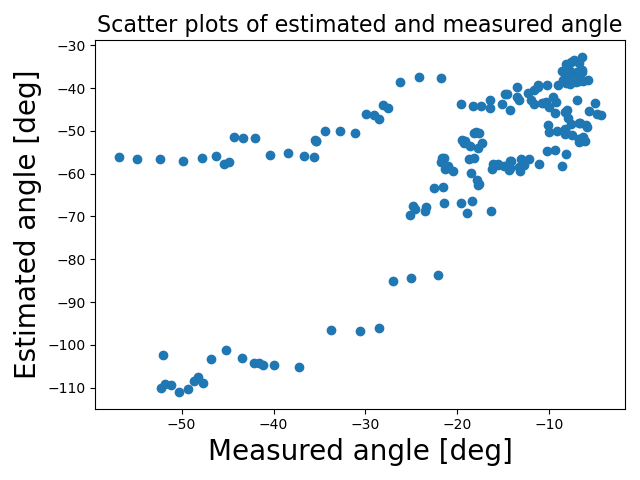 Scatter plots of estimated and measured angle
Estimated angle [deg]
−30
−40
−50
−60
−70
−80
−90
−100
−110
−50 −40 −30 −20 −10
Measured angle [deg]